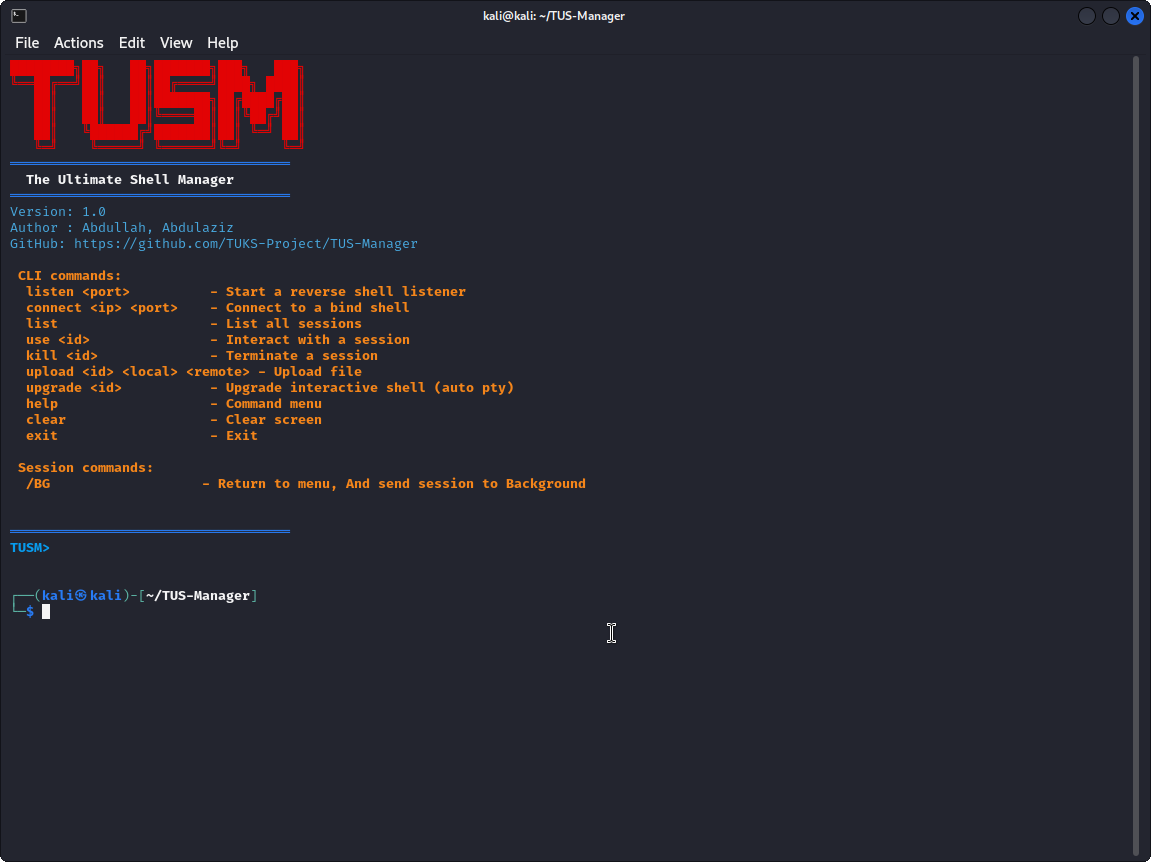 kali@kali: ~/TUS-Manager
File Actions Edit View Help
TUSM
The Ultimate Shell Manager
Version: 1.0
Author : Abdullah, Abdulaziz
GitHub: https://github.com/TUKS-Project/TUS-Manager
CLI commands:
listen <port> - Start a reverse shell listener
connect <ip> <port> - Connect to a bind shell
list - List all sessions
use <id> - Interact with a session
kill <id> - Terminate a session
upload <id> <local> <remote> - Upload file
upgrade <id> - Upgrade interactive shell (auto pty)
help - Command menu
clear - Clear screen
exit - Exit
Session commands:
/BG - Return to menu, And send session to Background
TUSM>
┌──(kali㉿kali)-[~/TUS-Manager]
└─$